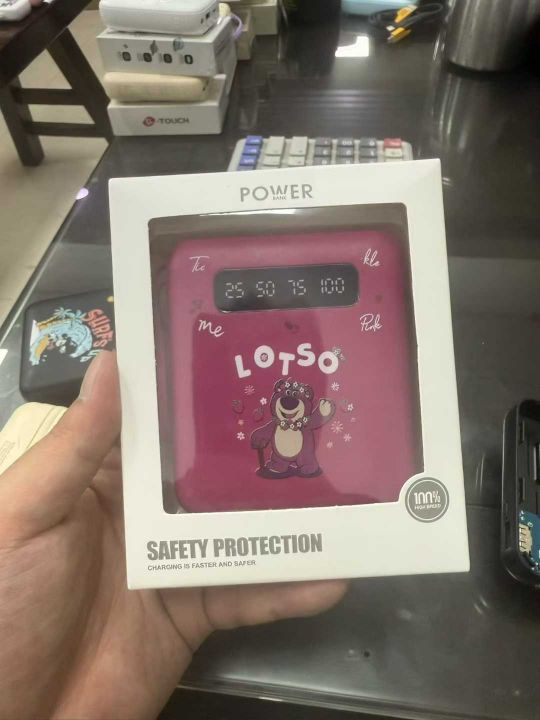 G-TOUCH
POWER
BANK
Tic kle
25 50 75 100
me Pink
LOTSO
100%
HIGH SPEED
SAFETY PROTECTION
CHARGING IS FASTER AND SAFER
SURFS